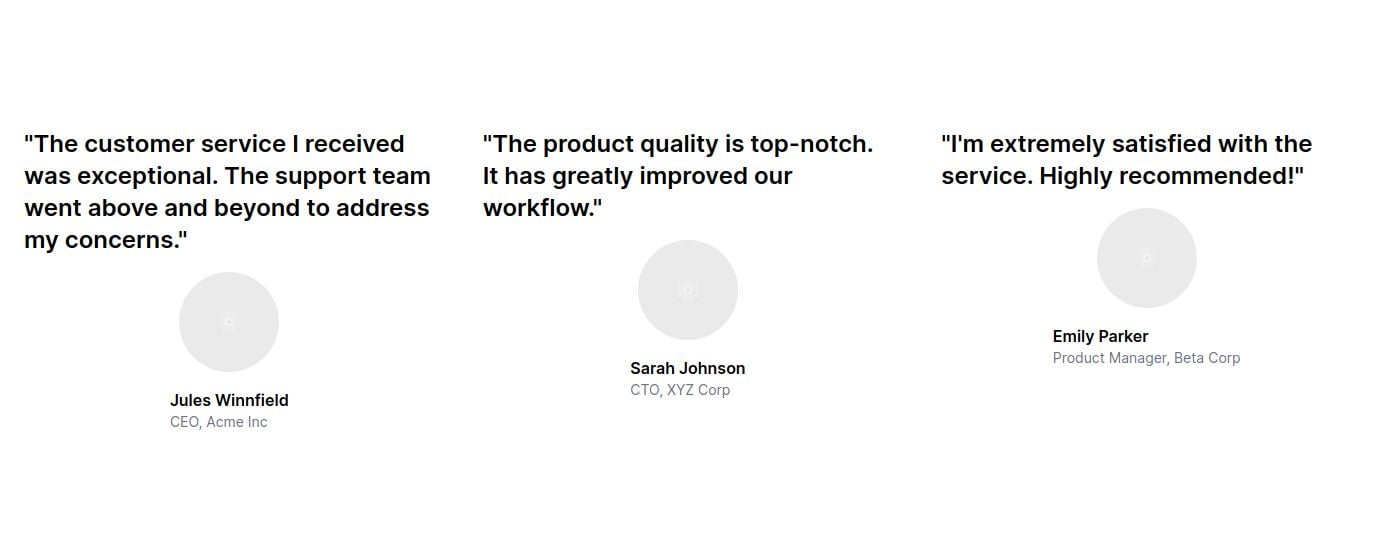 "The customer service I received
was exceptional. The support team
went above and beyond to address
my concerns."
Jules Winnfield
CEO, Acme Inc
"The product quality is top-notch.
It has greatly improved our
workflow."
Sarah Johnson
CTO, XYZ Corp
"I'm extremely satisfied with the
service. Highly recommended!"
Emily Parker
Product Manager, Beta Corp